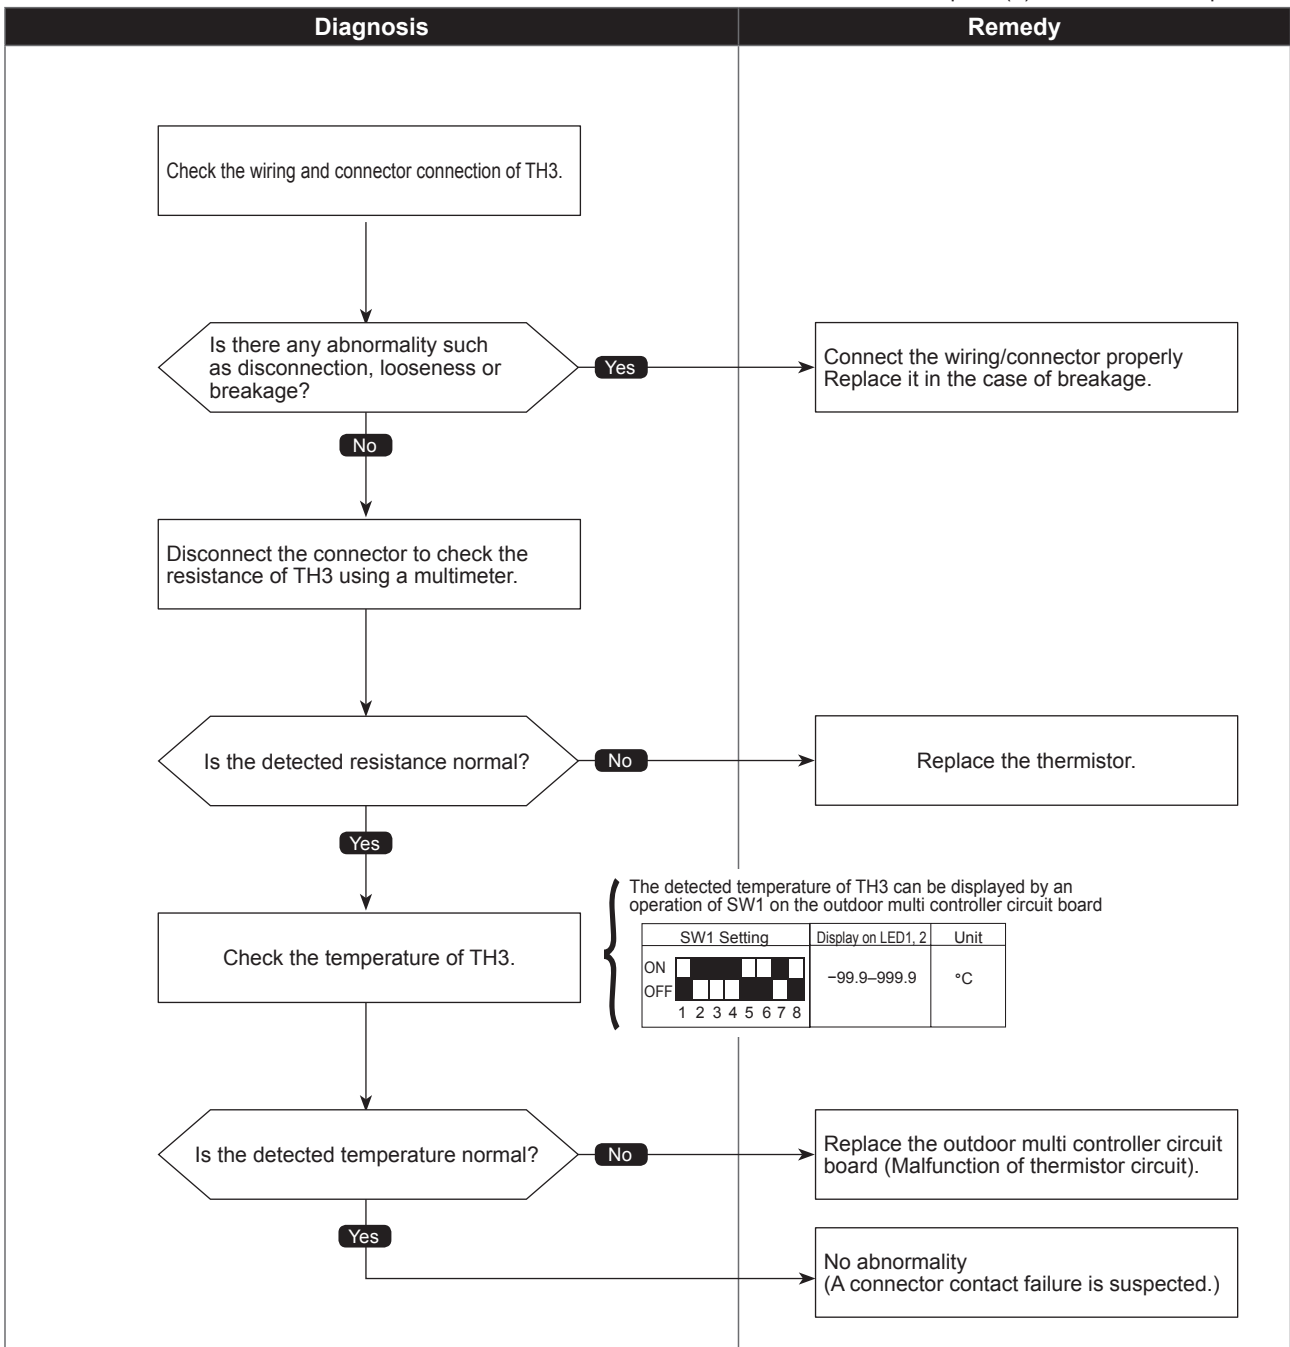 Diagnosis
Remedy
Check the wiring and connector connection of TH3.
Is there any abnormality such
as disconnection, looseness or
breakage?
Yes
Connect the wiring/connector properly
Replace it in the case of breakage.
No
Disconnect the connector to check the
resistance of TH3 using a multimeter.
Is the detected resistance normal?
No
Replace the thermistor.
Yes
The detected temperature of TH3 can be displayed by an
operation of SW1 on the outdoor multi controller circuit board
Check the temperature of TH3.
SW1 Setting
Display on LED1, 2
Unit
ON
OFF
1 2 3 4 5 6 7 8
−99.9–999.9
°C
Is the detected temperature normal?
No
Replace the outdoor multi controller circuit
board (Malfunction of thermistor circuit).
Yes
No abnormality
(A connector contact failure is suspected.)